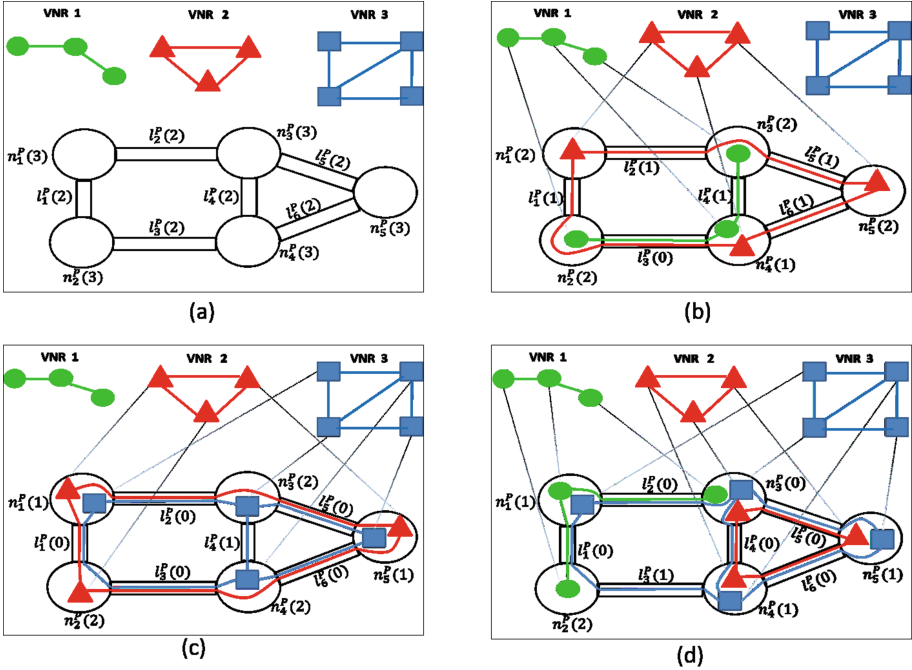 VNR 1 VNR 2 VNR 3
n₃ᴾ(3)
l₂ᴾ(2)
n₁ᴾ(3) l₅ᴾ(2)
l₁ᴾ(2) l₄ᴾ(2)
l₆ᴾ(2)
l₃ᴾ(2) n₅ᴾ(3)
n₄ᴾ(3)
n₂ᴾ(3)
(a)
VNR 1 VNR 2 VNR 3
n₃ᴾ(2)
n₁ᴾ(2) l₅ᴾ(1)
l₂ᴾ(1)
l₁ᴾ(1) l₄ᴾ(1)
l₆ᴾ(1)
n₅ᴾ(2)
l₃ᴾ(0) n₄ᴾ(1)
n₂ᴾ(2)
(b)
VNR 1 VNR 2 VNR 3
n₃ᴾ(2)
n₁ᴾ(1) l₅ᴾ(0)
l₂ᴾ(0)
l₁ᴾ(0) l₄ᴾ(1)
l₆ᴾ(0)
l₃ᴾ(0) n₅ᴾ(1)
n₄ᴾ(2)
n₂ᴾ(2)
(c)
VNR 1 VNR 2 VNR 3
l₂ᴾ(0) n₃ᴾ(0)
n₁ᴾ(1)
l₅ᴾ(0)
l₁ᴾ(0) l₄ᴾ(0)
l₆ᴾ(0)
l₃ᴾ(1) n₅ᴾ(1)
n₄ᴾ(1)
n₂ᴾ(2)
(d)